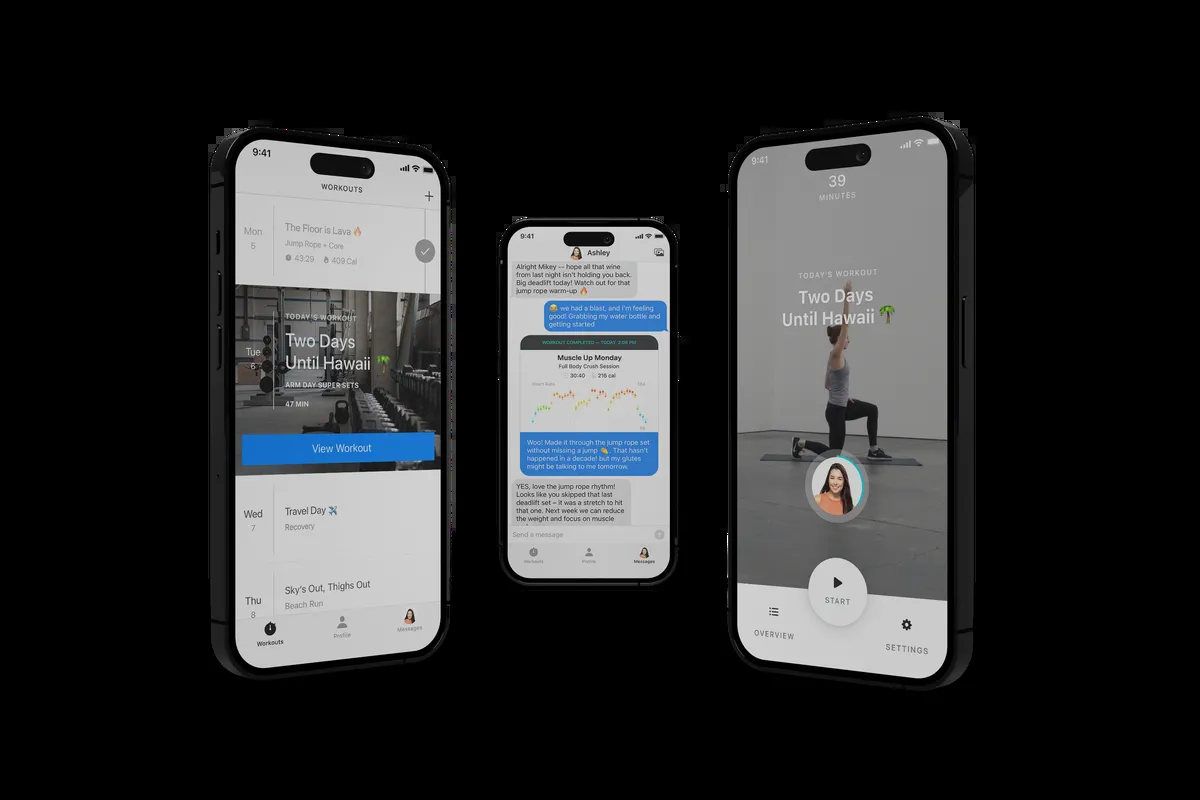 9:41
WORKOUTS
Mon
5
The Floor is Lava 🔥
Jump Rope + Core
43:29 409 Cal
TODAY'S WORKOUT
Tue
6
Two Days
Until Hawaii 🌴
ARM DAY SUPER SETS
47 MIN
View Workout
Wed
7
Travel Day ✈️
Recovery
Thu
8
Sky's Out, Thighs Out
Beach Run
Workouts
Profile
Messages
9:41
Ashley
Alright Mikey -- hope all that wine
from last night isn't holding you back.
Big deadlift today! Watch out for that
jump rope warm-up 🔥
😂 we had a blast, and I'm feeling
good! Grabbing my water bottle and
getting started
WORKOUT COMPLETED — TODAY
Muscle Up Monday
Full Body Crush Session
30:40 216 cal
Heart Rate
Woo! Made it through the jump rope set
without missing a jump 👏. That hasn't
happened in a decade! but my glutes
might be talking to me tomorrow.
YES, love the jump rope rhythm!
Looks like you skipped that last
deadlift set – it was a stretch to hit
that one. Next week we can reduce
the weight and focus on muscle
Send a message
Workouts
Profile
Messages
9:41
39
MINUTES
TODAY'S WORKOUT
Two Days
Until Hawaii 🌴
START
OVERVIEW
SETTINGS